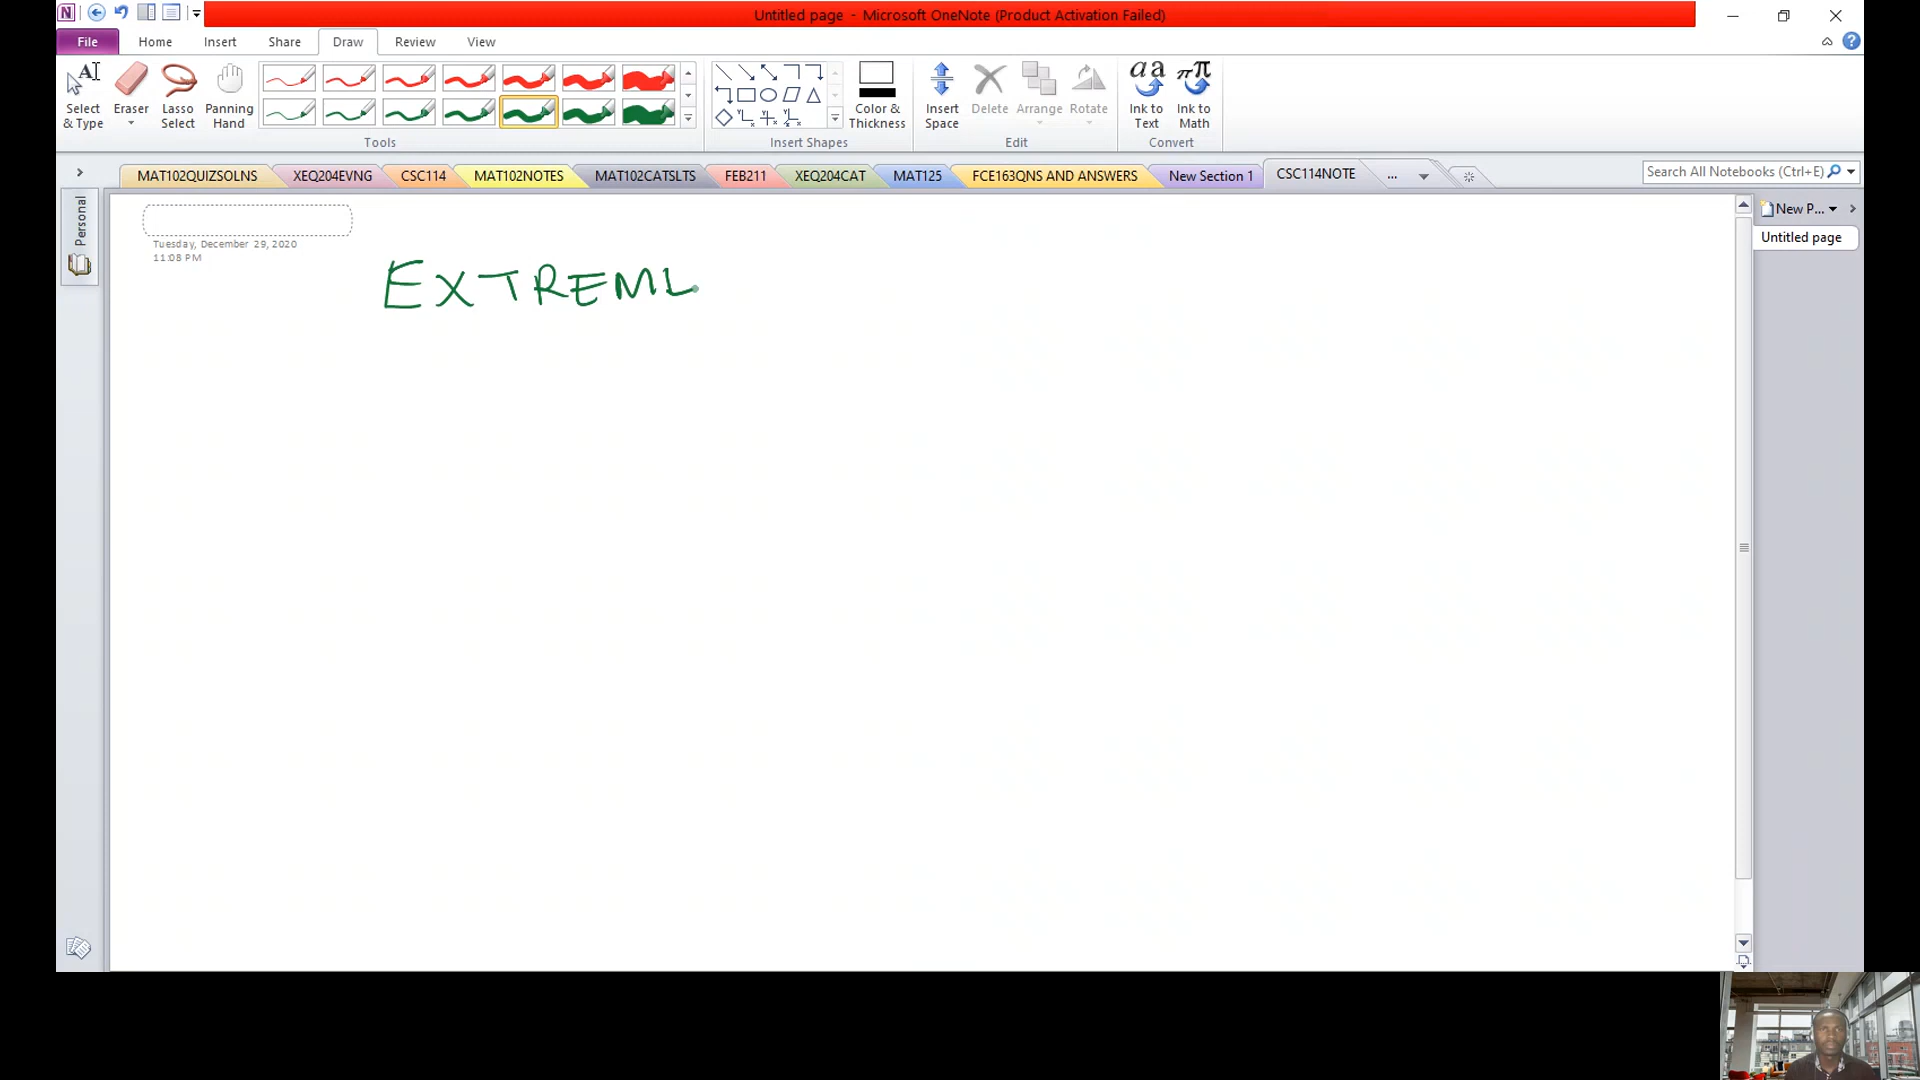 Untitled page - Microsoft OneNote (Product Activation Failed)
File Home Insert Share Draw Review View
Select & Type
Eraser
Lasso Select
Panning Hand
Color & Thickness
Insert Space
Delete
Arrange
Rotate
Ink to Text
Ink to Math
Tools
Insert Shapes
Edit
Convert
MAT102QUIZSOLNS XEQ204EVNG CSC114 MAT102NOTES MAT102CATSLTS FEB211 XEQ204CAT MAT125 FCE163QNS AND ANSWERS New Section 1 CSC114NOTE ...
Search All Notebooks (Ctrl+E)
Personal
New P...
Untitled page
Tuesday, December 29, 2020
11:08 PM
EXTREML